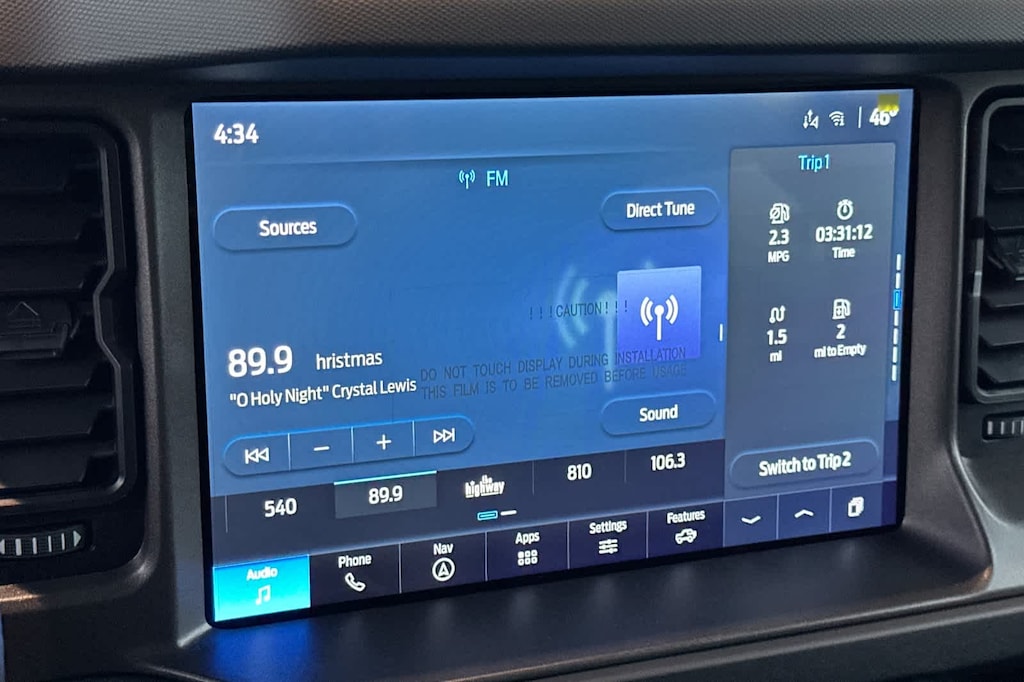 4:34
46°
FM
Sources
Direct Tune
Trip 1
2.3
MPG
03:31:12
Time
! ! ! CAUTION ! ! !
89.9 hristmas
"O Holy Night" Crystal Lewis
DO NOT TOUCH DISPLAY DURING INSTALLATION
THIS FILM IS TO BE REMOVED BEFORE USAGE
1.5
mi
2
mi to Empty
Sound
Switch to Trip 2
540
89.9
the
highway
810
106.3
Audio
Phone
Nav
Apps
Settings
Features